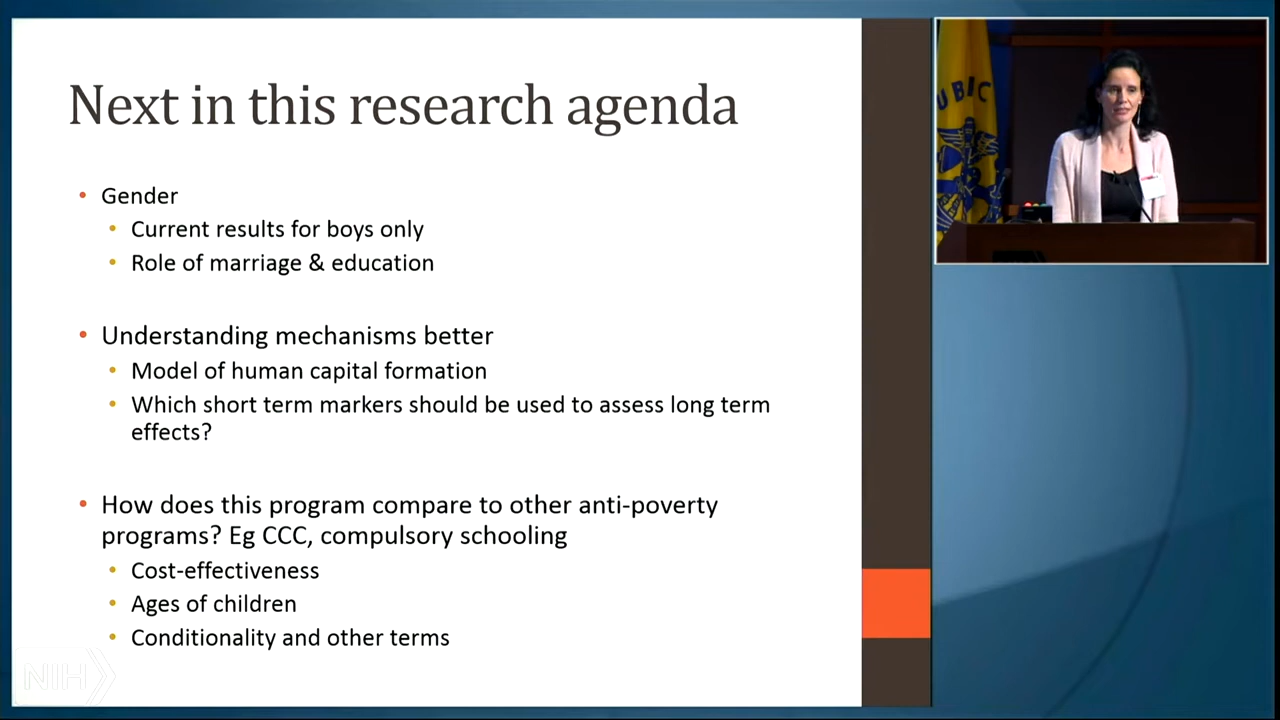 Next in this research agenda
• Gender
• Current results for boys only
• Role of marriage & education
• Understanding mechanisms better
• Model of human capital formation
• Which short term markers should be used to assess long term
effects?
• How does this program compare to other anti-poverty
programs? Eg CCC, compulsory schooling
• Cost-effectiveness
• Ages of children
• Conditionality and other terms
NIH
UBIC